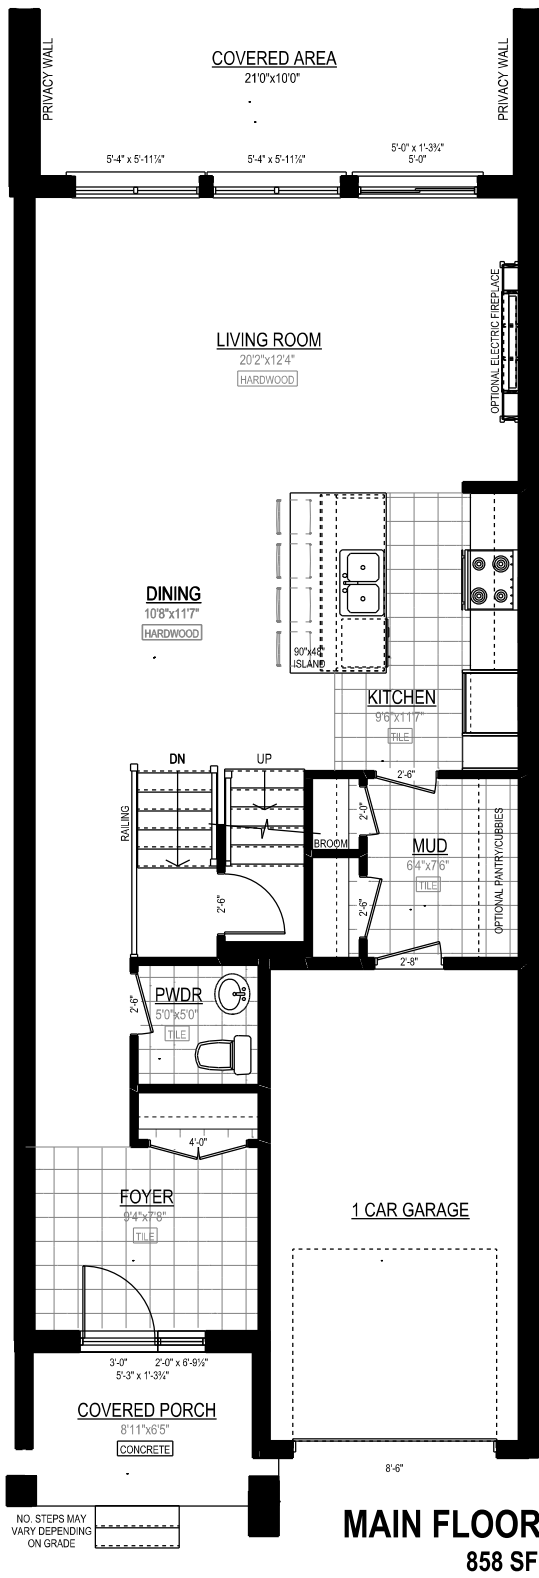 PRIVACY WALL
COVERED AREA
21'0"x10'0"
PRIVACY WALL
5'-4" x 5'-11⅞"
5'-4" x 5'-11⅞"
5'-0" x 1'-3¾"
5'-0"
OPTIONAL ELECTRIC FIREPLACE
LIVING ROOM
20'2"x12'4"
HARDWOOD
DINING
10'8"x11'7"
HARDWOOD
90"x48"
ISLAND
KITCHEN
9'6"x11'7"
TILE
DN
UP
2'-6"
RAILING
2'-0"
BROOM
MUD
6'4"x7'6"
TILE
OPTIONAL PANTRY/CUBBIES
2'-6"
2'-6"
2'-8"
PWDR
5'0"x5'0"
TILE
2'-6"
4'-0"
FOYER
9'4"x7'8"
TILE
1 CAR GARAGE
3'-0"
2'-0" x 6'-9½"
5'-3" x 1'-3¾"
COVERED PORCH
8'11"x6'5"
CONCRETE
8'-6"
NO. STEPS MAY
VARY DEPENDING
ON GRADE
MAIN FLOOR
858 SF